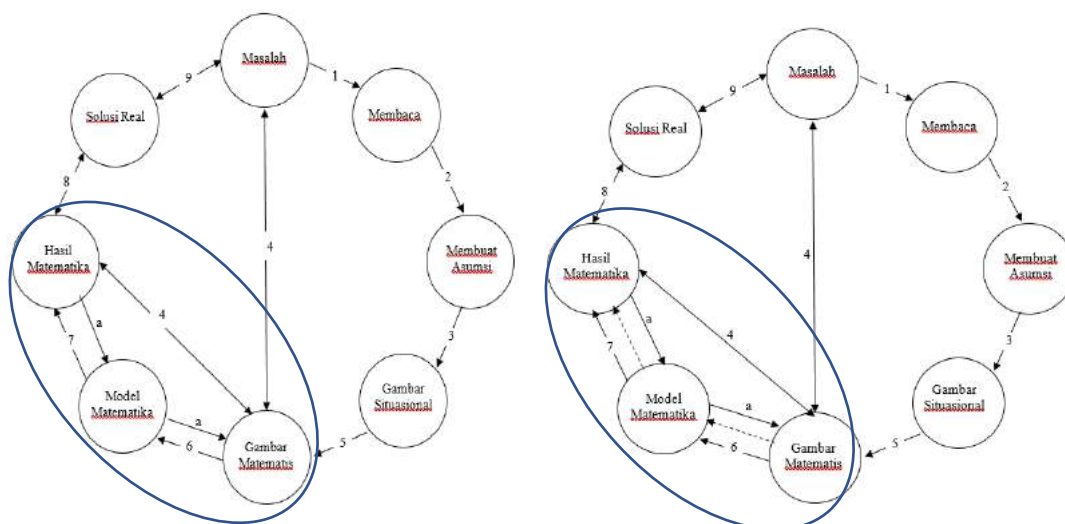 Masalah
9
1
Solusi Real
Membaca
8
2
Hasil
Matematika
4
Membuat
Asumsi
a
4
7
3
Model
Matematika
Gambar
Situasional
a
6
Gambar
Matematis
5
Masalah
9
1
Solusi Real
Membaca
8
2
Hasil
Matematika
4
Membuat
Asumsi
a
4
7
3
Model
Matematika
a
Gambar
Situasional
6
Gambar
Matematis
5